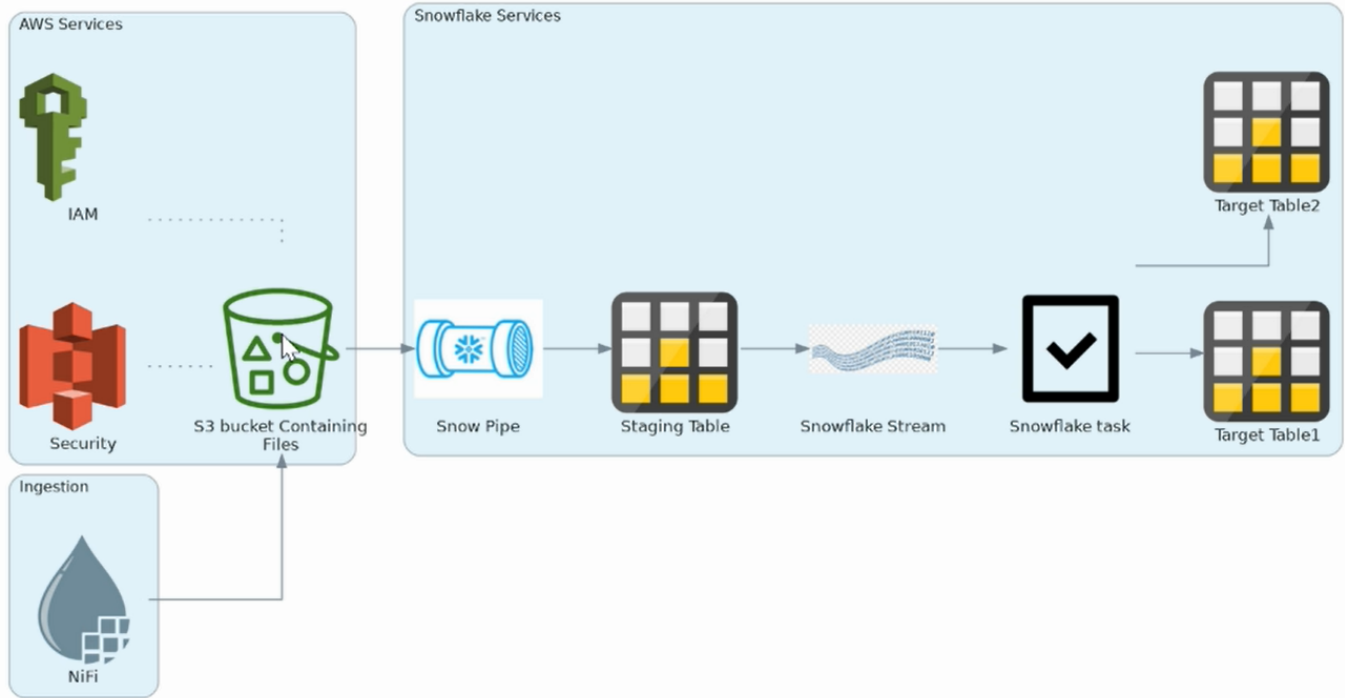 AWS Services
IAM
Security
S3 bucket Containing
Files
Ingestion
NiFi
Snowflake Services
Snow Pipe
Staging Table
Snowflake Stream
Snowflake task
Target Table2
Target Table1